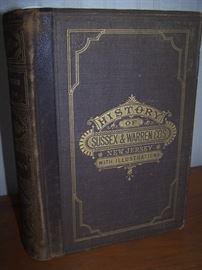 HISTORY
OF
SUSSEX & WARREN COS.
NEW JERSEY
WITH ILLUSTRATIONS